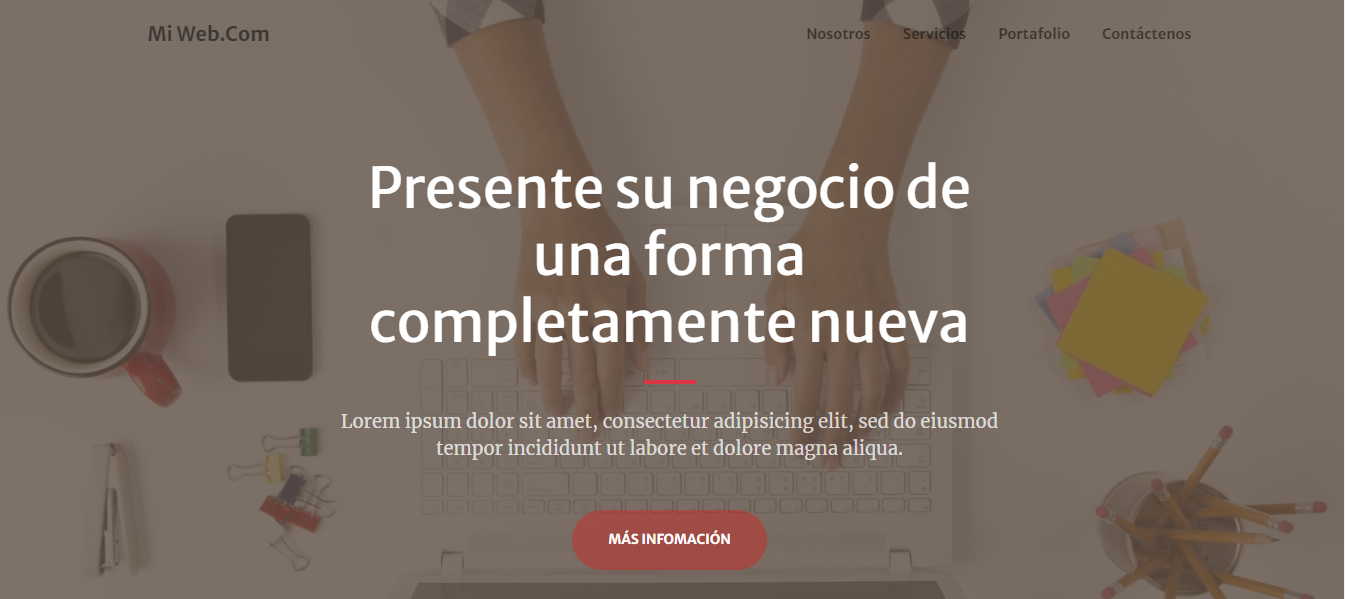 Mi Web.Com
Nosotros Servicios Portafolio Contáctenos
Presente su negocio de
una forma
completamente nueva
Lorem ipsum dolor sit amet, consectetur adipisicing elit, sed do eiusmod
tempor incididunt ut labore et dolore magna aliqua.
MÁS INFOMACIÓN